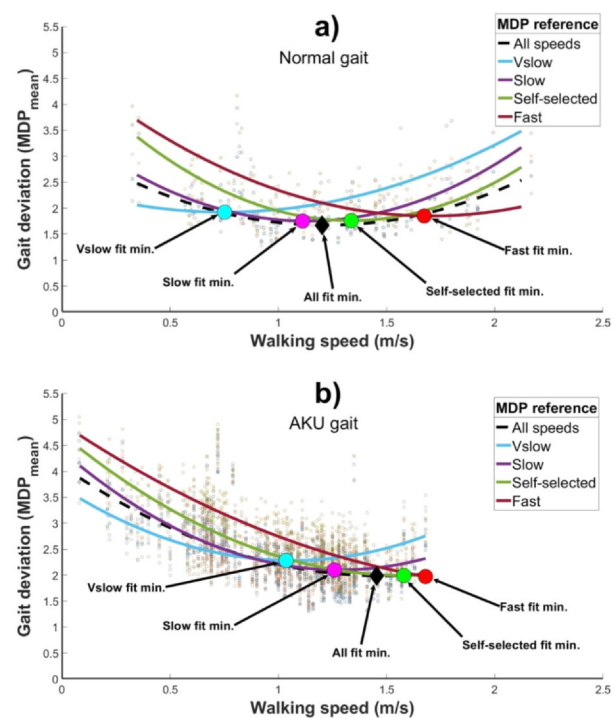 a)
Normal gait
MDP reference
All speeds
Vslow
Slow
Self-selected
Fast
Gait deviation (MDPmean)
5.5
5
4.5
4
3.5
3
2.5
2
1.5
1
0.5
0
Vslow fit min.
Slow fit min.
All fit min.
Self-selected fit min.
Fast fit min.
0
0.5
1
1.5
2
2.5
Walking speed (m/s)
b)
AKU gait
MDP reference
All speeds
Vslow
Slow
Self-selected
Fast
Gait deviation (MDPmean)
5.5
5
4.5
4
3.5
3
2.5
2
1.5
1
0.5
0
Vslow fit min.
Slow fit min.
All fit min.
Self-selected fit min.
Fast fit min.
0
0.5
1
1.5
2
2.5
Walking speed (m/s)